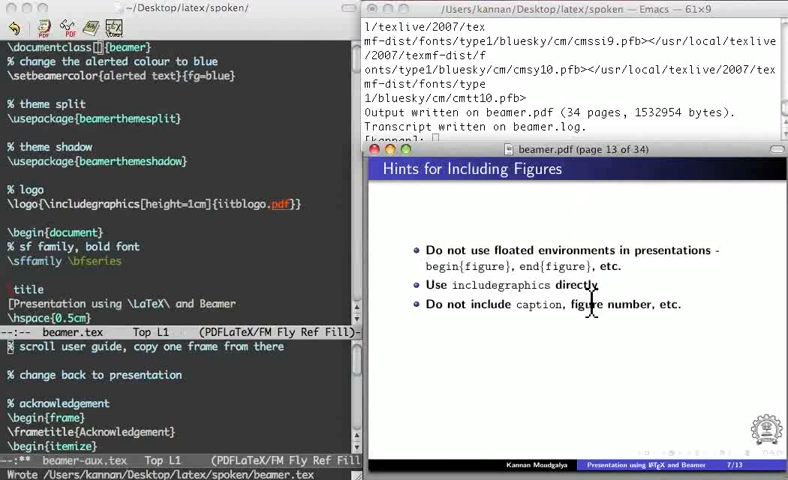 ~/Desktop/latex/spoken/
\documentclass[]{beamer}
% change the alerted colour to blue
\setbeamercolor{alerted text}{fg=blue}
% theme split
\usepackage{beamerthemesplit}
% theme shadow
\usepackage{beamerthemeshadow}
% logo
\logo{\includegraphics[height=1cm]{iitblogo.pdf}}
\begin{document}
% sf family, bold font
\sffamily \bfseries
\title
[Presentation using \LaTeX\ and Beamer
\hspace{0.5cm}
--:--  beamer.tex      Top L1     (PDFLaTeX/FM Fly Ref Fill)-
% scroll user guide, copy one frame from there
% change back to presentation
% acknowledgement
\begin{frame}
\frametitle{Acknowledgement}
\begin{itemize}
-:**  beamer-aux.tex   Top L1     (PDFLaTeX/FM Fly Ref Fill
Wrote /Users/kannan/Desktop/latex/spoken/beamer.tex
/Users/kannan/Desktop/latex/spoken — Emacs — 61×9
l/texlive/2007/tex
mf-dist/fonts/type1/bluesky/cm/cmssi9.pfb></usr/local/texlive
/2007/texmf-dist/f
onts/type1/bluesky/cm/cmsy10.pfb></usr/local/texlive/2007/tex
mf-dist/fonts/type
1/bluesky/cm/cmtt10.pfb>
Output written on beamer.pdf (34 pages, 1532954 bytes).
Transcript written on beamer.log.
beamer.pdf (page 13 of 34)
Hints for Including Figures
Do not use floated environments in presentations -
begin{figure}, end{figure}, etc.
Use includegraphics directly
Do not include caption, figure number, etc.
Kannan Moudgalya
Presentation using LATEX and Beamer
7/13